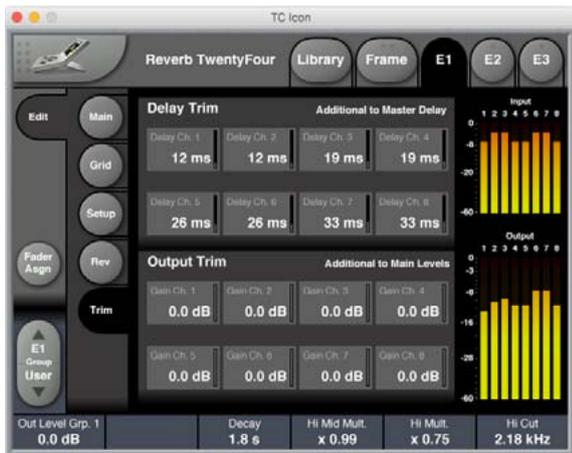 TC Icon
Reverb TwentyFour
Library
Frame
E1
E2
E3
Edit
Main
Grid
Setup
Rev
Trim
Fader
Asgn
E1
Group
User
Delay Trim
Additional to Master Delay
Delay Ch. 1
Delay Ch. 2
Delay Ch. 3
Delay Ch. 4
12 ms
12 ms
19 ms
19 ms
Delay Ch. 5
Delay Ch. 6
Delay Ch. 7
Delay Ch. 8
26 ms
26 ms
33 ms
33 ms
Output Trim
Additional to Main Levels
Gain Ch. 1
Gain Ch. 2
Gain Ch. 3
Gain Ch. 4
0.0 dB
0.0 dB
0.0 dB
0.0 dB
Gain Ch. 5
Gain Ch. 6
Gain Ch. 7
Gain Ch. 8
0.0 dB
0.0 dB
0.0 dB
0.0 dB
Input
1 2 3 4 5 6 7 8
0
-20
-60
Output
1 2 3 4 5 6 7 8
0
-3
-16
-28
-60
Out Level Grp. 1
Decay
Hi Mid Mult.
Hi Mult.
Hi Cut
0.0 dB
1.8 s
x 0.99
x 0.75
2.18 kHz